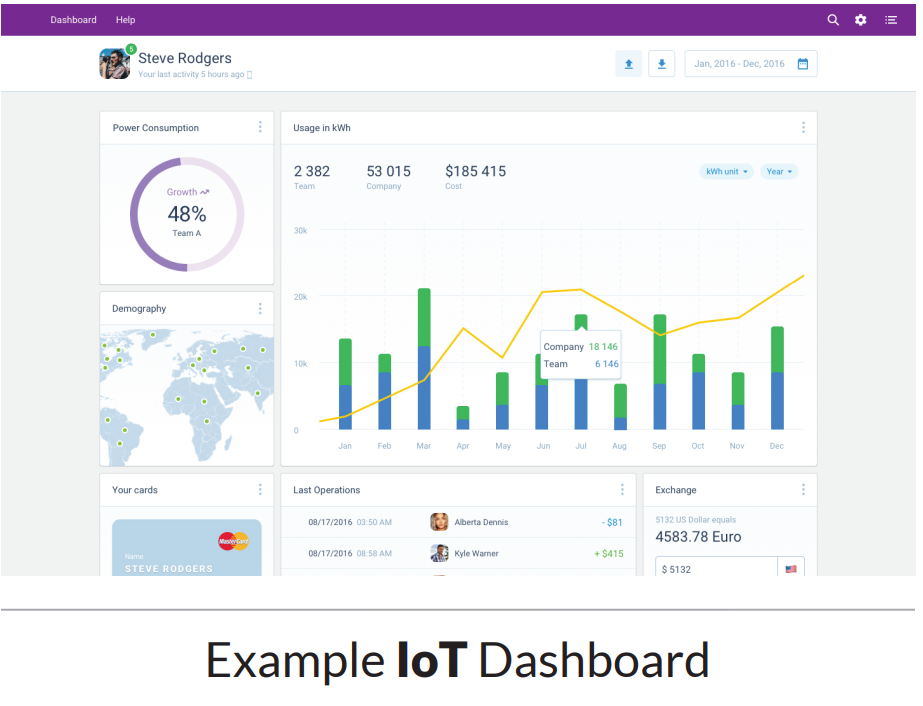 Dashboard Help
5
Steve Rodgers
Your last activity 5 hours ago
Jan, 2016 - Dec, 2016
Power Consumption
Growth
48%
Team A
Usage in kWh
2 382 53 015 $185 415
Team Company Cost
kWh unit Year
30k
20k
10k
0
Company 18 146
Team 6 146
Jan Feb Mar Apr May Jun Jul Aug Sep Oct Nov Dec
Demography
Your cards
MasterCard
Name
STEVE RODGERS
Last Operations
08/17/2016 03:50 AM Alberta Dennis - $81
08/17/2016 08:58 AM Kyle Warner + $415
Exchange
5132 US Dollar equals
4583.78 Euro
$ 5132
Example IoT Dashboard